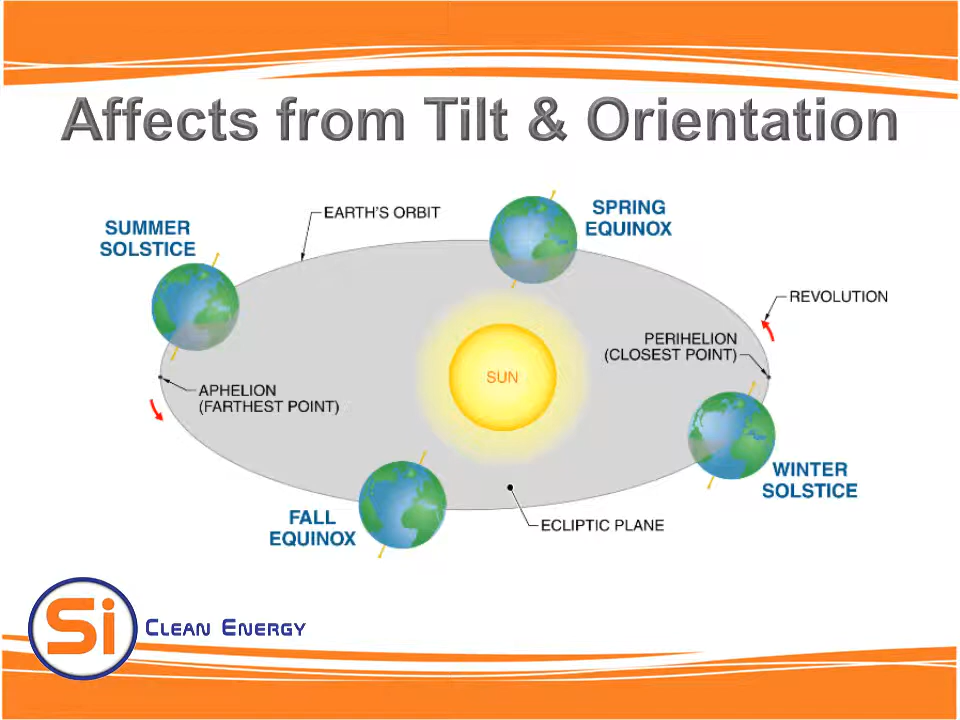 Affects from Tilt & Orientation
SUMMER
SOLSTICE
EARTH'S ORBIT
SPRING
EQUINOX
REVOLUTION
PERIHELION
(CLOSEST POINT)
SUN
APHELION
(FARTHEST POINT)
WINTER
SOLSTICE
FALL
EQUINOX
ECLIPTIC PLANE
Si
CLEAN ENERGY